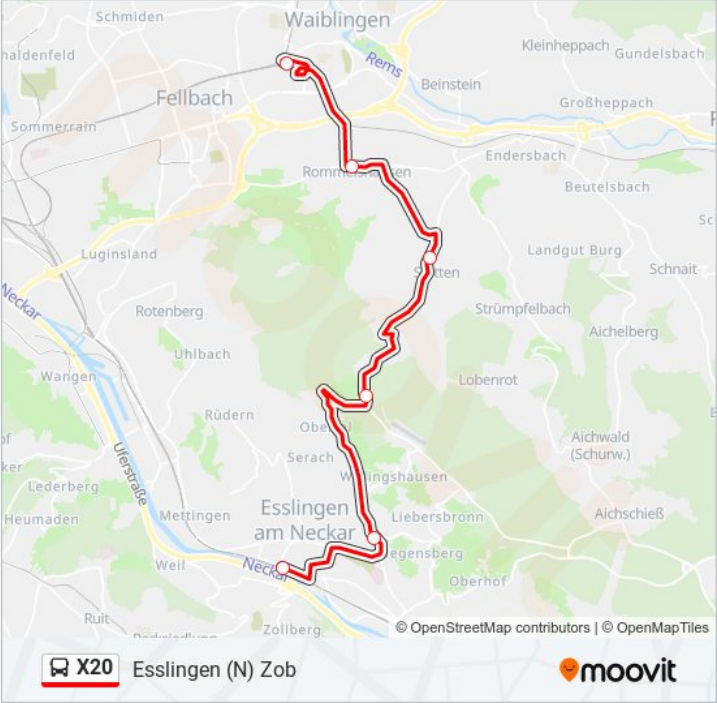 Schmiden
Waiblingen
haldenfeld
Kleinheppach
Gundelsbach
Rems
Beinstein
Fellbach
Großheppach
Sommerrain
Endersbach
Rommelshausen
Beutelsbach
Luginsland
Landgut Burg
Schnait
Neckar
Rotenberg
Strümpfelbach
Aichelberg
Uhlbach
Wangen
Lobenrot
Rüdern
Aichwald
(Schurw.)
Serach
Uferstraße
Lederberg
Esslingen
am Neckar
Heumaden
Mettingen
Liebersbronn
Aichschieß
Weil
Neckar
Oberhof
Ruit
Zollberg
© OpenStreetMap contributors | © OpenMapTiles
X20 Esslingen (N) Zob
moovit